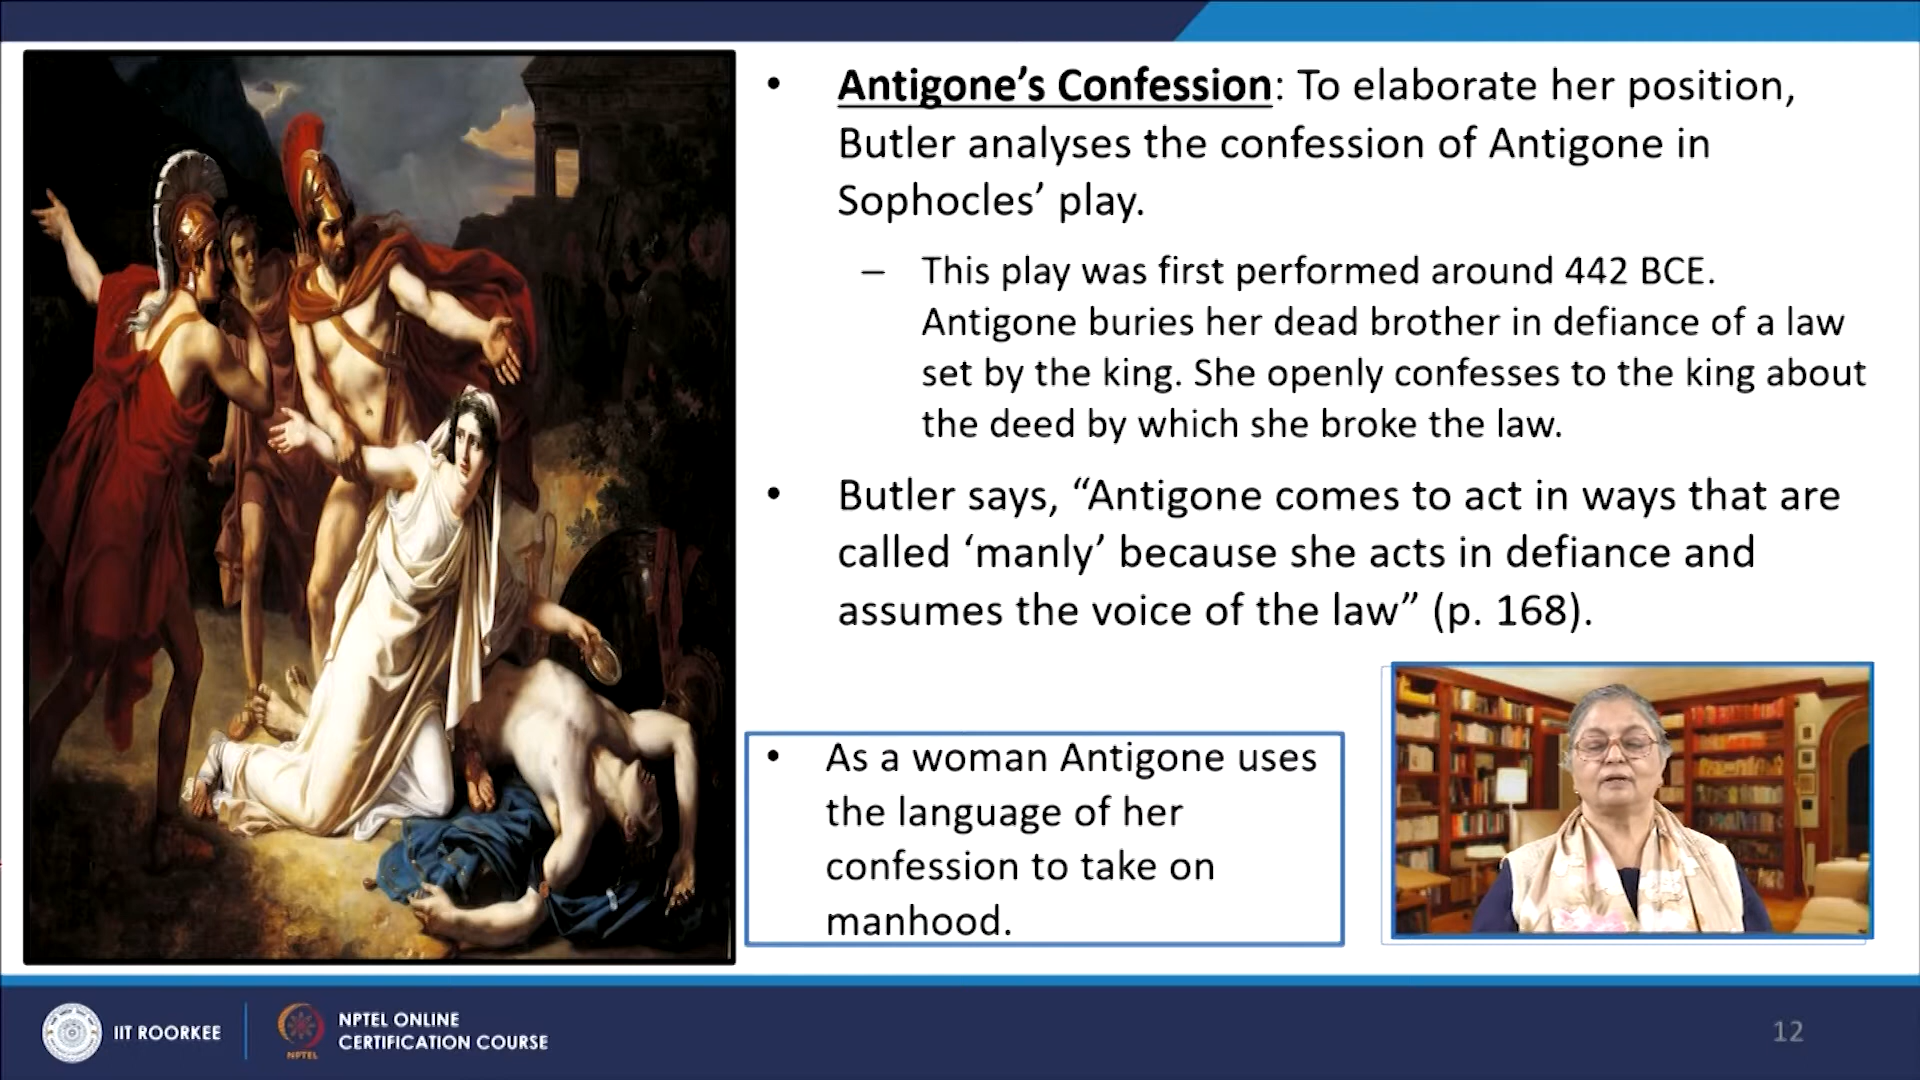 • Antigone’s Confession: To elaborate her position,
Butler analyses the confession of Antigone in
Sophocles’ play.
– This play was first performed around 442 BCE.
Antigone buries her dead brother in defiance of a law
set by the king. She openly confesses to the king about
the deed by which she broke the law.
• Butler says, “Antigone comes to act in ways that are
called ‘manly’ because she acts in defiance and
assumes the voice of the law” (p. 168).
• As a woman Antigone uses
the language of her
confession to take on
manhood.
IIT ROORKEE
NPTEL
NPTEL ONLINE
CERTIFICATION COURSE
12